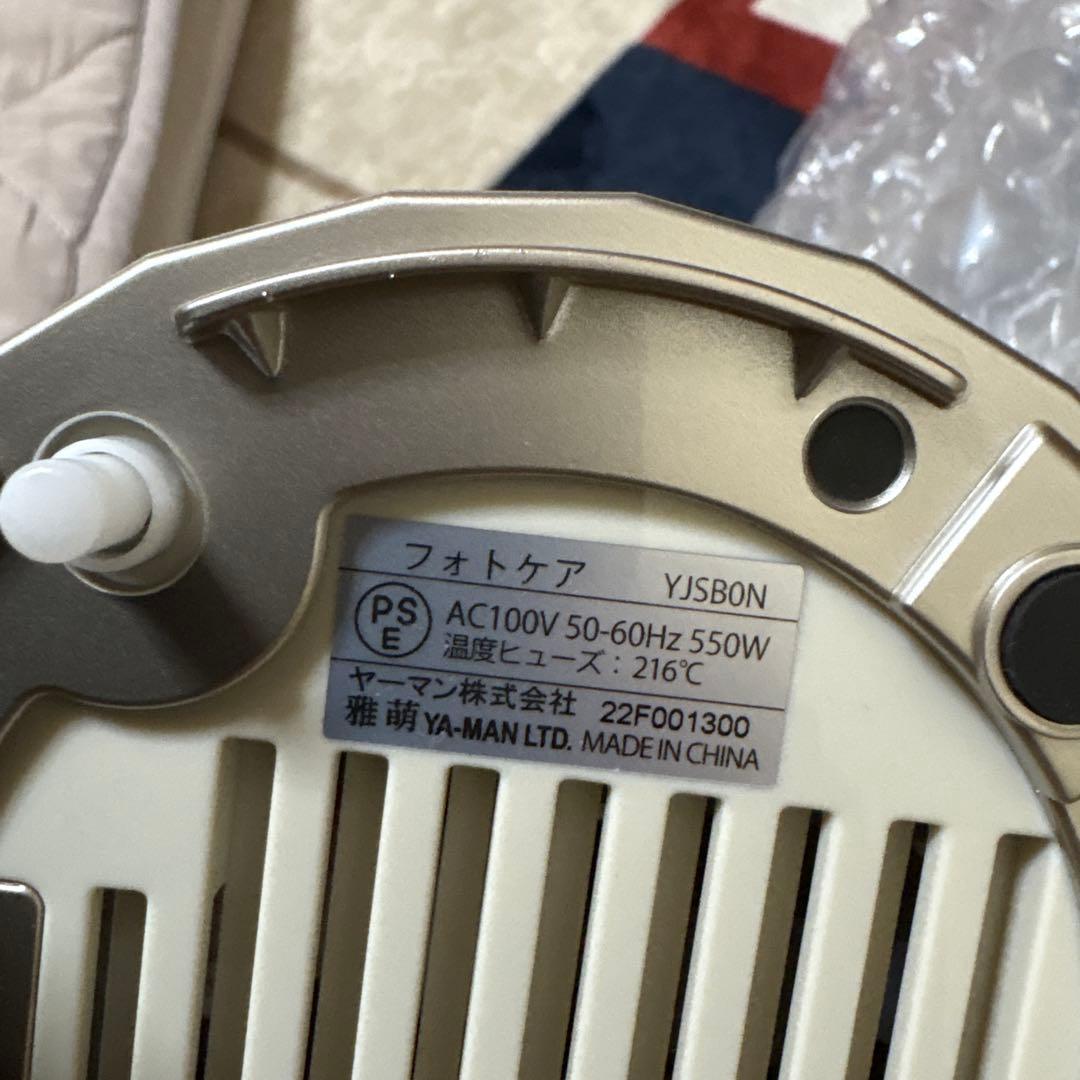 フォトケア YJSB0N
PS
E
AC100V 50-60Hz 550W
温度ヒューズ：216℃
ヤーマン株式会社 22F001300
雅萌 YA-MAN LTD. MADE IN CHINA